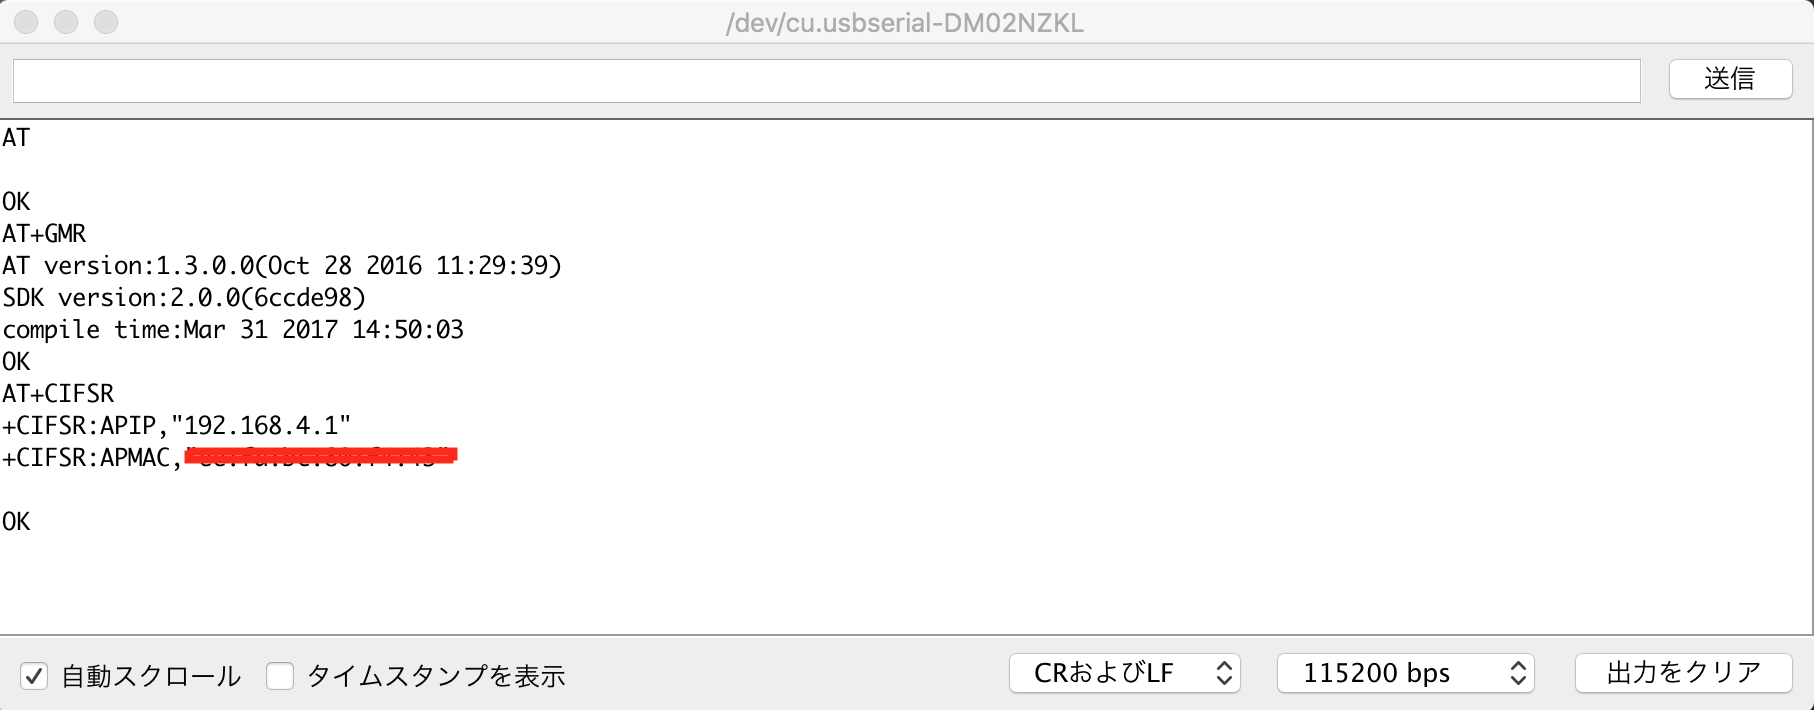 /dev/cu.usbserial-DM02NZKL
送信
AT
OK
AT+GMR
AT version:1.3.0.0(Oct 28 2016 11:29:39)
SDK version:2.0.0(6ccde98)
compile time:Mar 31 2017 14:50:03
OK
AT+CIFSR
+CIFSR:APIP,"192.168.4.1"
+CIFSR:APMAC,
OK
自動スクロール タイムスタンプを表示 CRおよびLF 115200 bps 出力をクリア